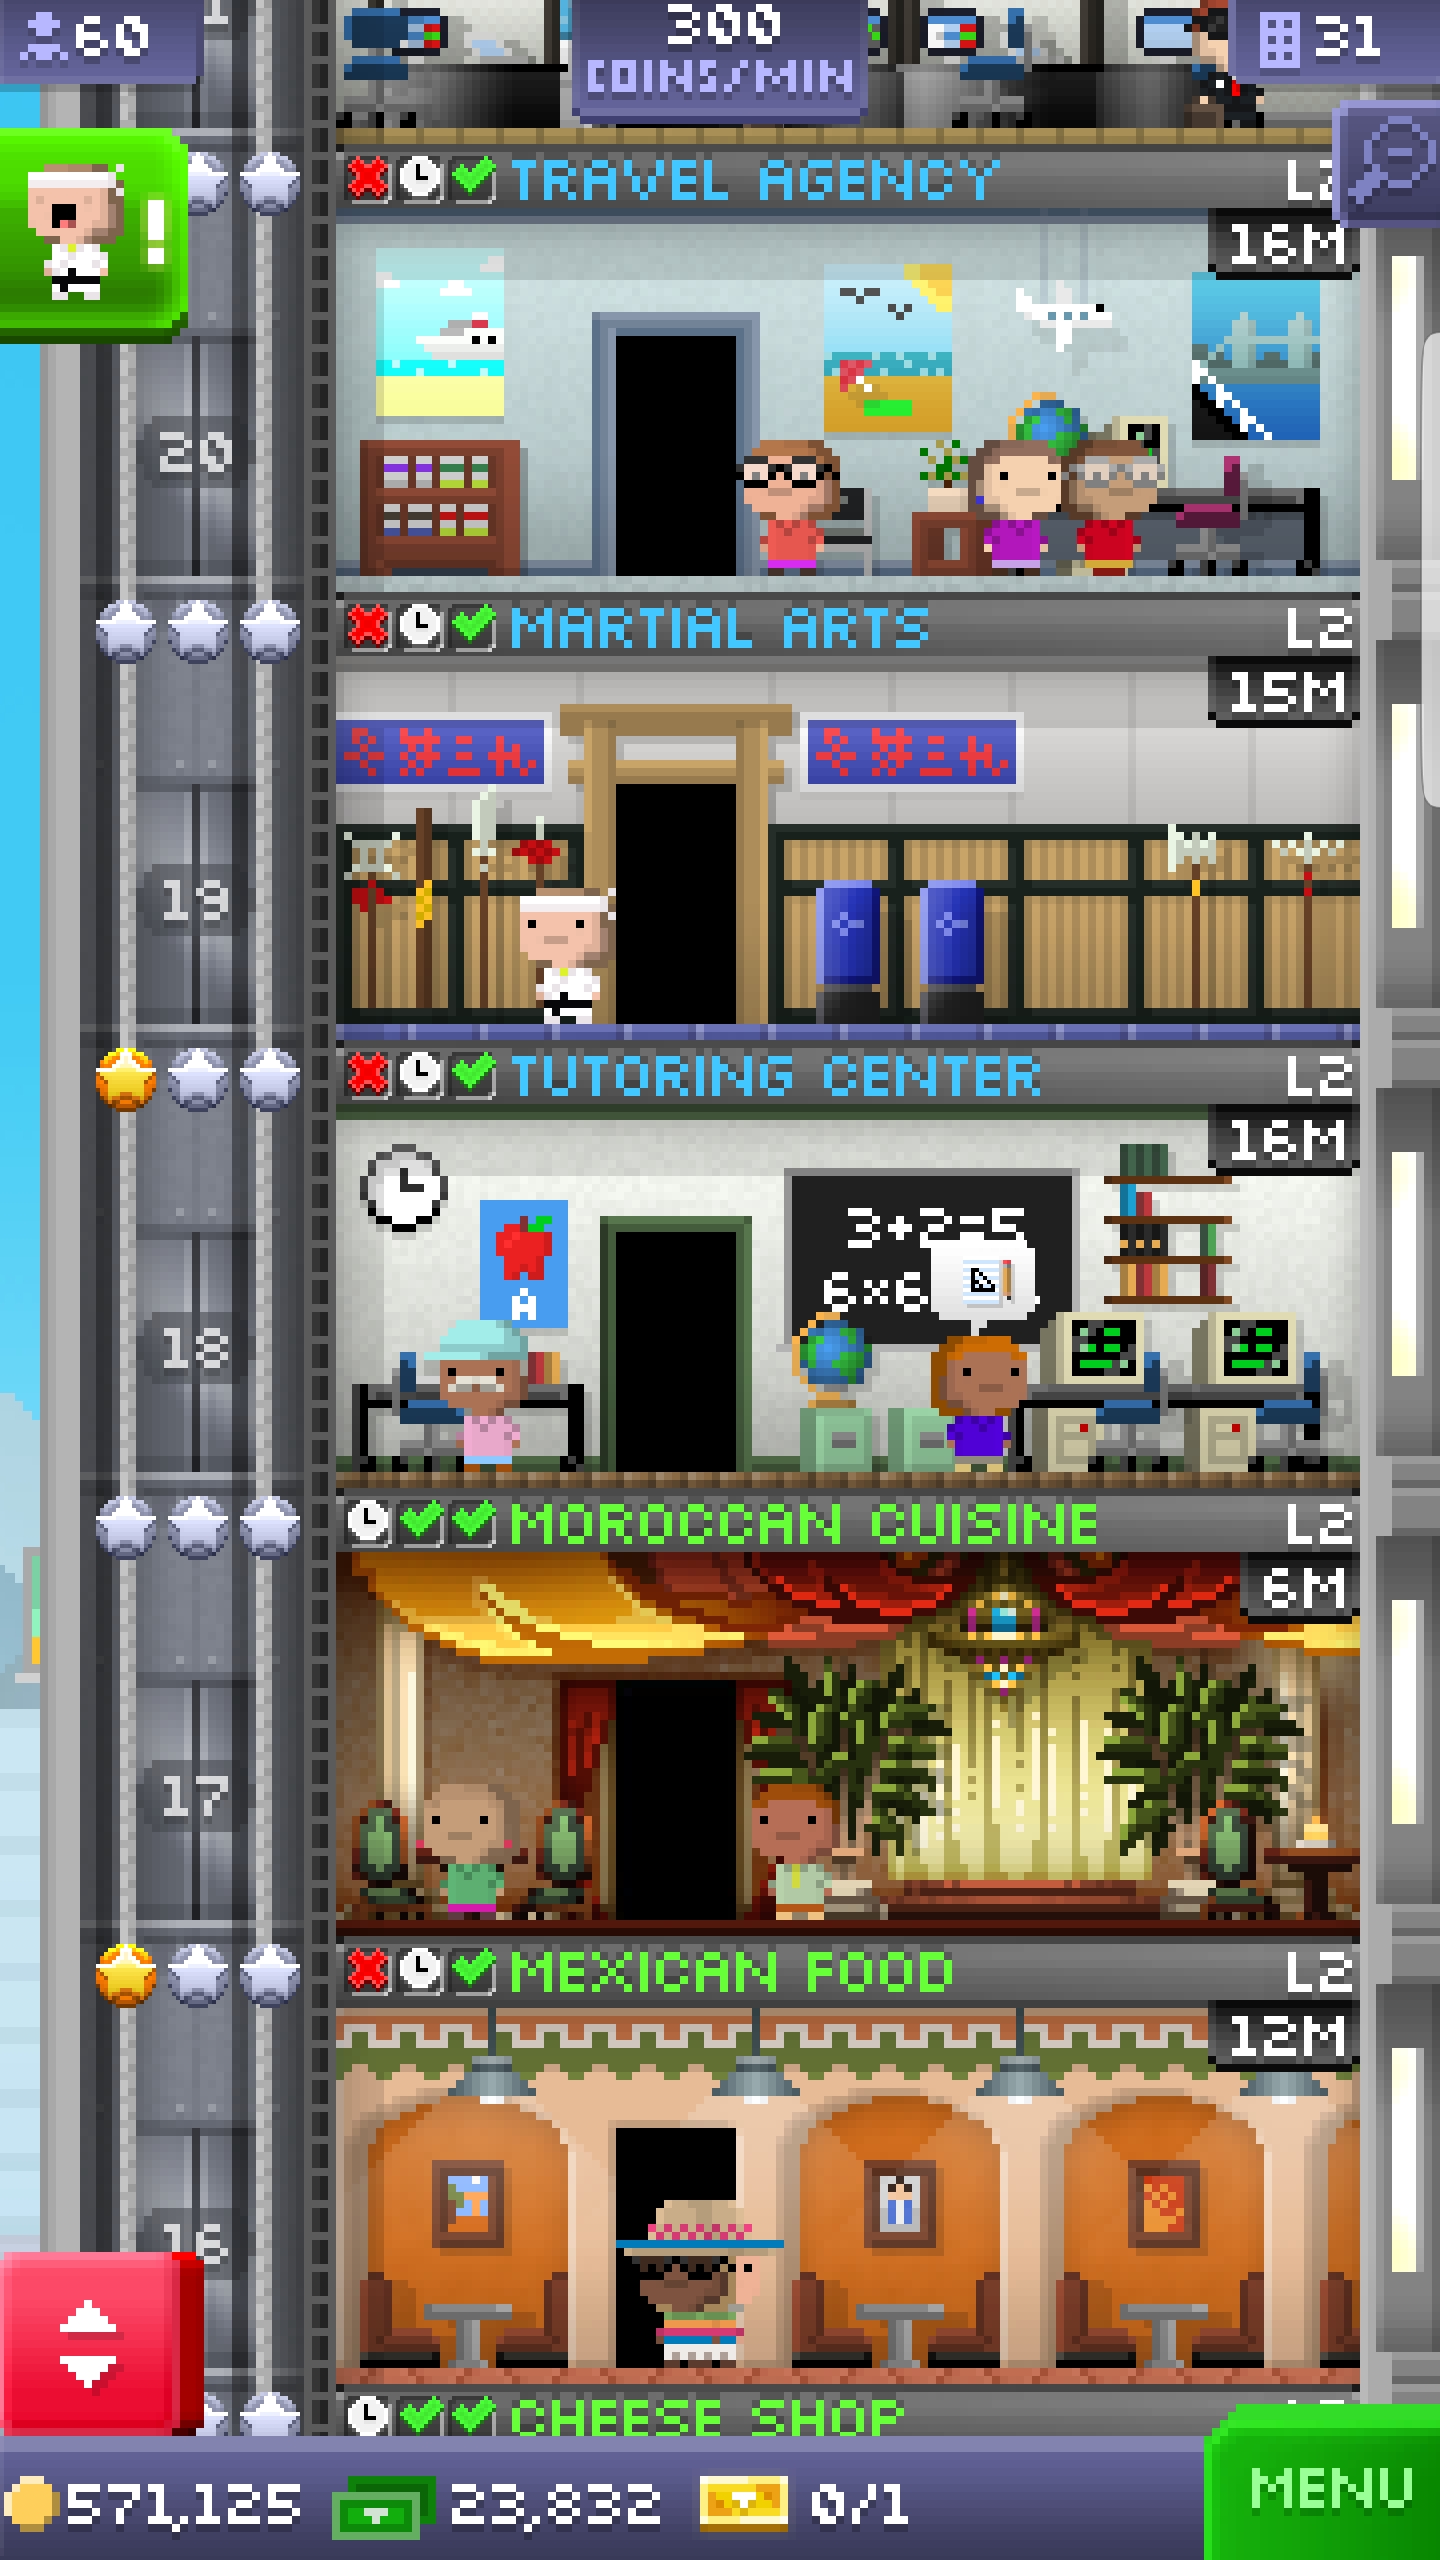 60
300
COINS/MIN
31
TRAVEL AGENCY
16M
20
MARTIAL ARTS L2
15M
19
TUTORING CENTER L2
16M
3+2=5
6×6
A
18
MOROCCAN CUISINE L2
6M
17
MEXICAN FOOD L2
12M
16
CHEESE SHOP
571,125
23,832
0/1
MENU